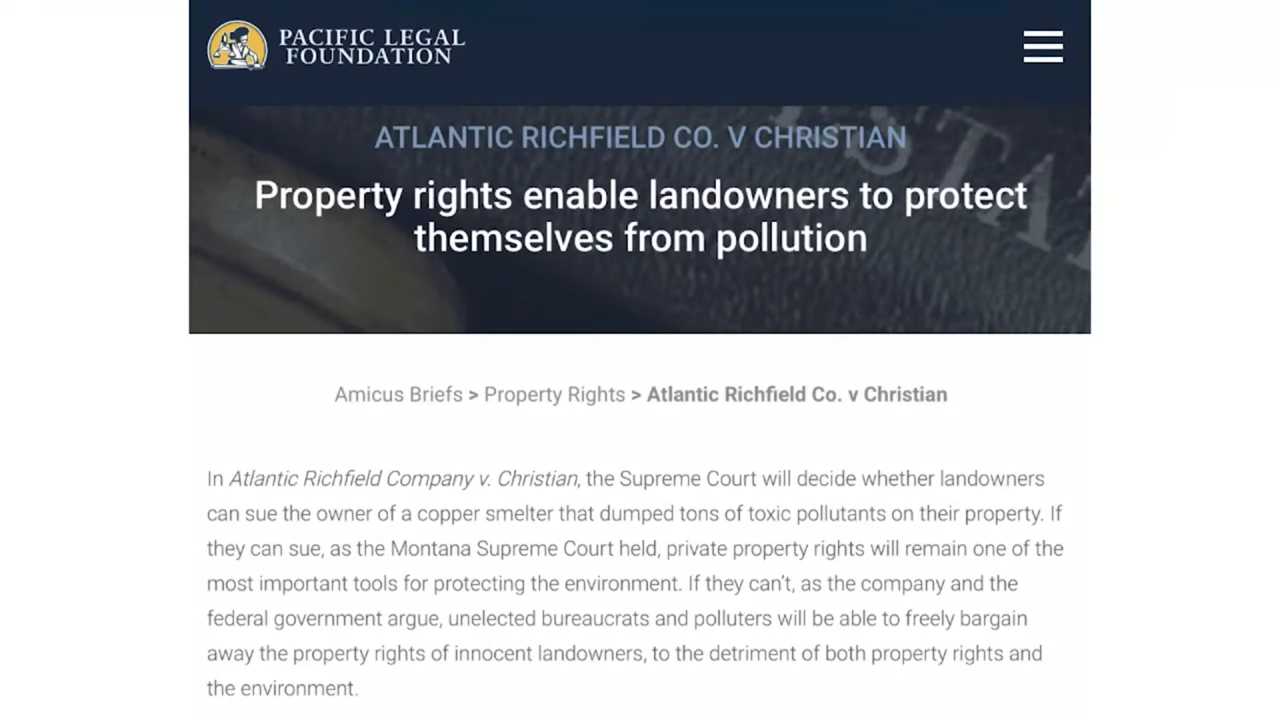 PACIFIC LEGAL
FOUNDATION
ATLANTIC RICHFIELD CO. V CHRISTIAN
Property rights enable landowners to protect
themselves from pollution
Amicus Briefs > Property Rights > Atlantic Richfield Co. v Christian
In Atlantic Richfield Company v. Christian, the Supreme Court will decide whether landowners
can sue the owner of a copper smelter that dumped tons of toxic pollutants on their property. If
they can sue, as the Montana Supreme Court held, private property rights will remain one of the
most important tools for protecting the environment. If they can't, as the company and the
federal government argue, unelected bureaucrats and polluters will be able to freely bargain
away the property rights of innocent landowners, to the detriment of both property rights and
the environment.